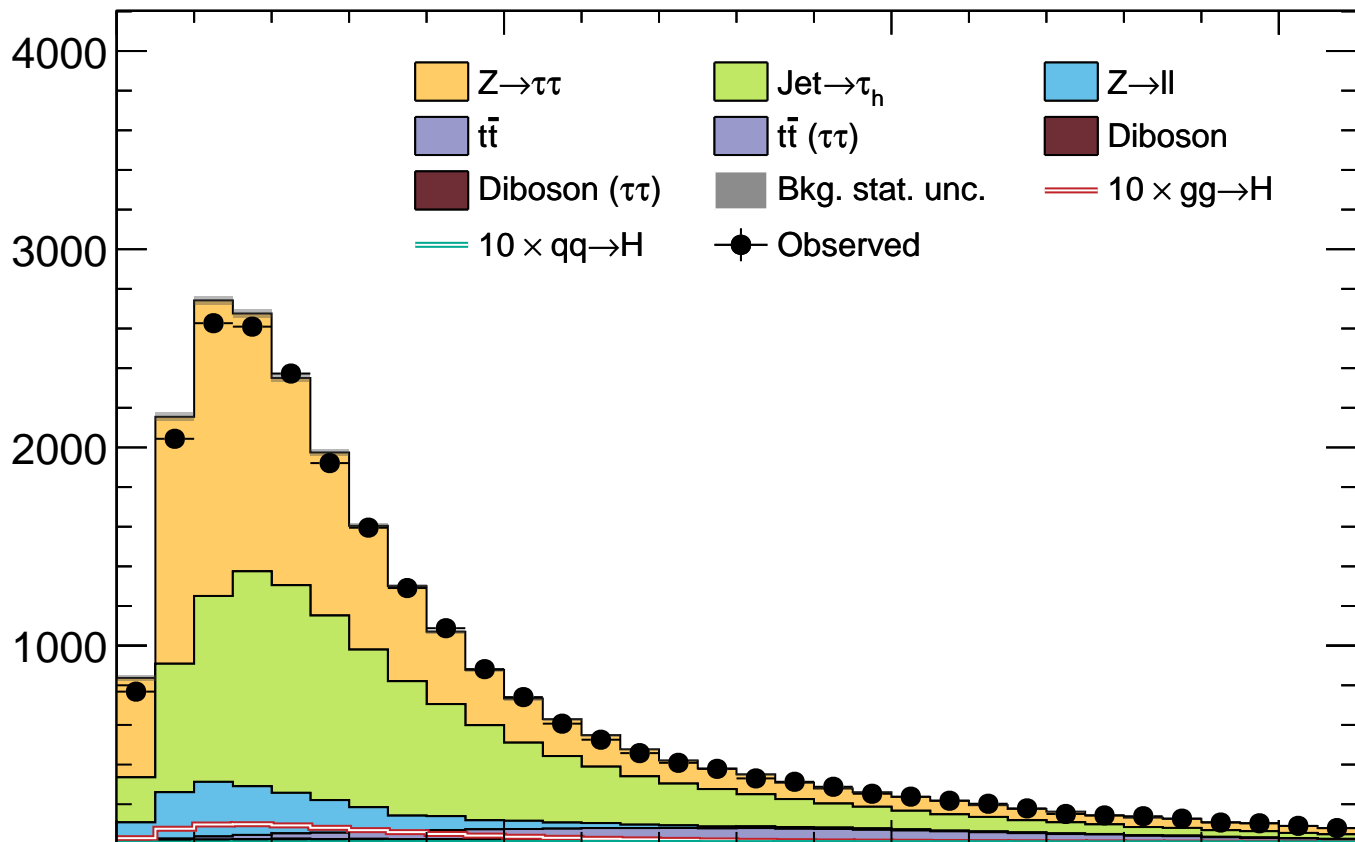 4000
Z→ττ Jet→τh Z→ll
tt̄ tt̄ (ττ) Diboson
Diboson (ττ) Bkg. stat. unc. 10 × gg→H
10 × qq→H Observed
3000
2000
1000